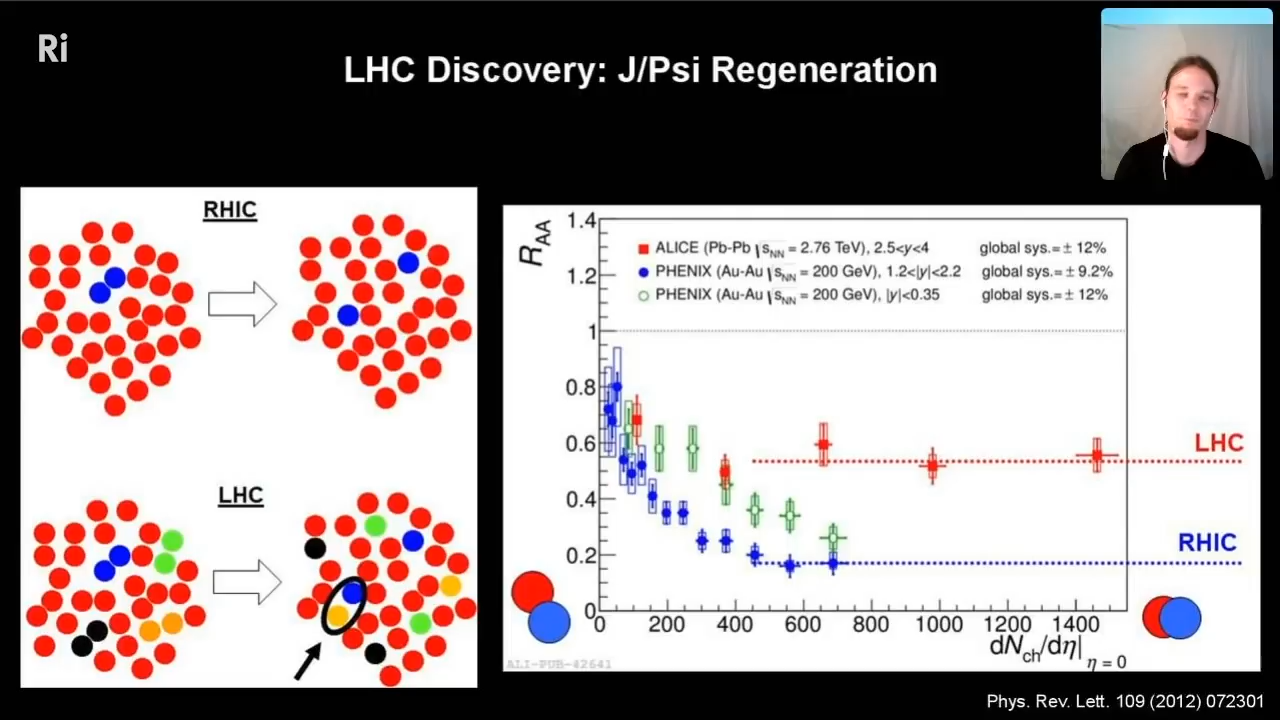 Ri
LHC Discovery: J/Psi Regeneration
RHIC
LHC
R_AA
1.4
1.2
1
0.8
0.6
0.4
0.2
0
ALICE (Pb-Pb √s_NN = 2.76 TeV), 2.5<y<4 global sys.= ± 12%
PHENIX (Au-Au √s_NN = 200 GeV), 1.2<|y|<2.2 global sys.= ± 9.2%
PHENIX (Au-Au √s_NN = 200 GeV), |y|<0.35 global sys.= ± 12%
LHC
RHIC
0 200 400 600 800 1000 1200 1400
dN_ch/dη|_η = 0
ALI-PUB-42641
Phys. Rev. Lett. 109 (2012) 072301